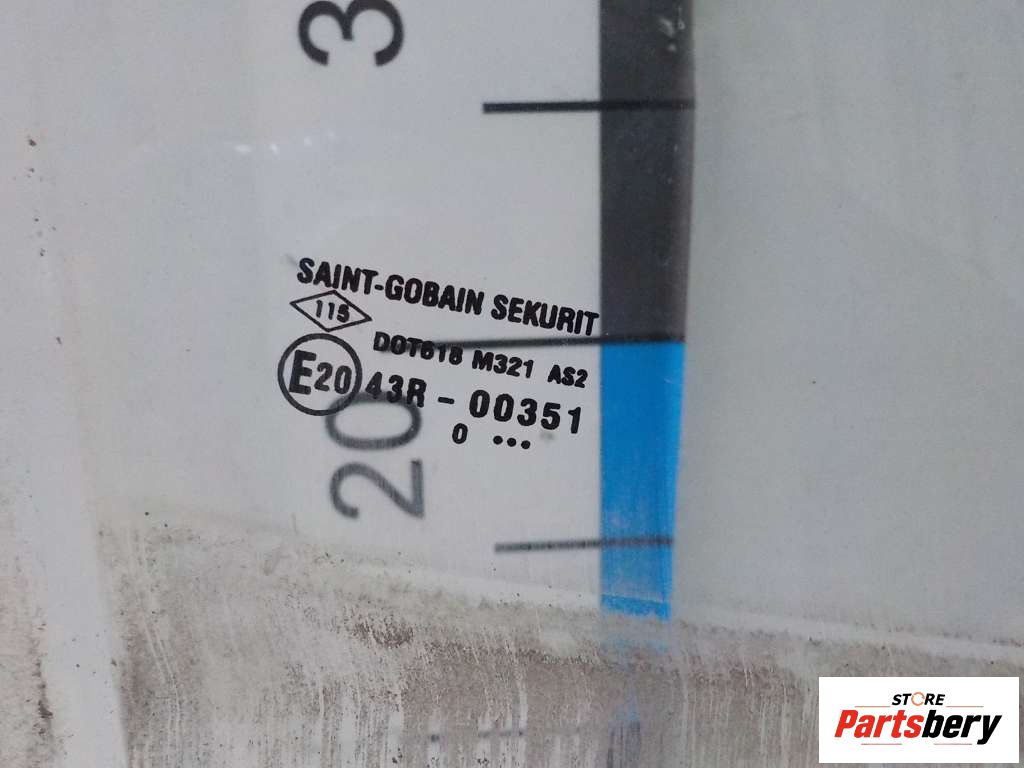 3
SAINT-GOBAIN SEKURIT
115
DOT618 M321 AS2
E20 43R - 00351
0 •••
20
STORE
Partsbery